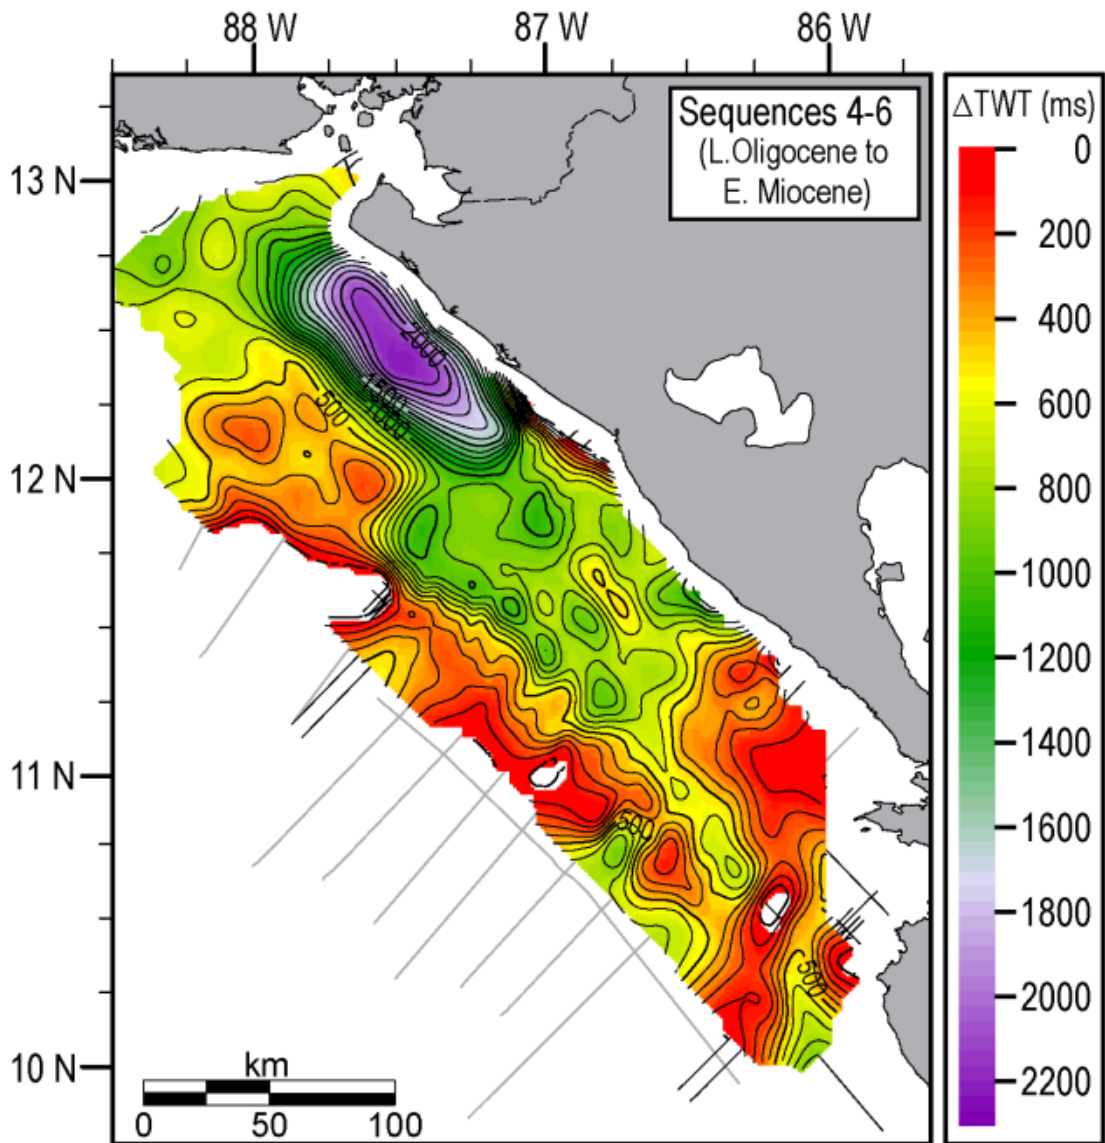 88 W
87 W
86 W
Sequences 4-6
(L.Oligocene to
E. Miocene)
ΔTWT (ms)
0
200
400
600
800
1000
1200
1400
1600
1800
2000
2200
13 N
12 N
11 N
10 N
2000
1500
1000
500
500
500
km
0 50 100